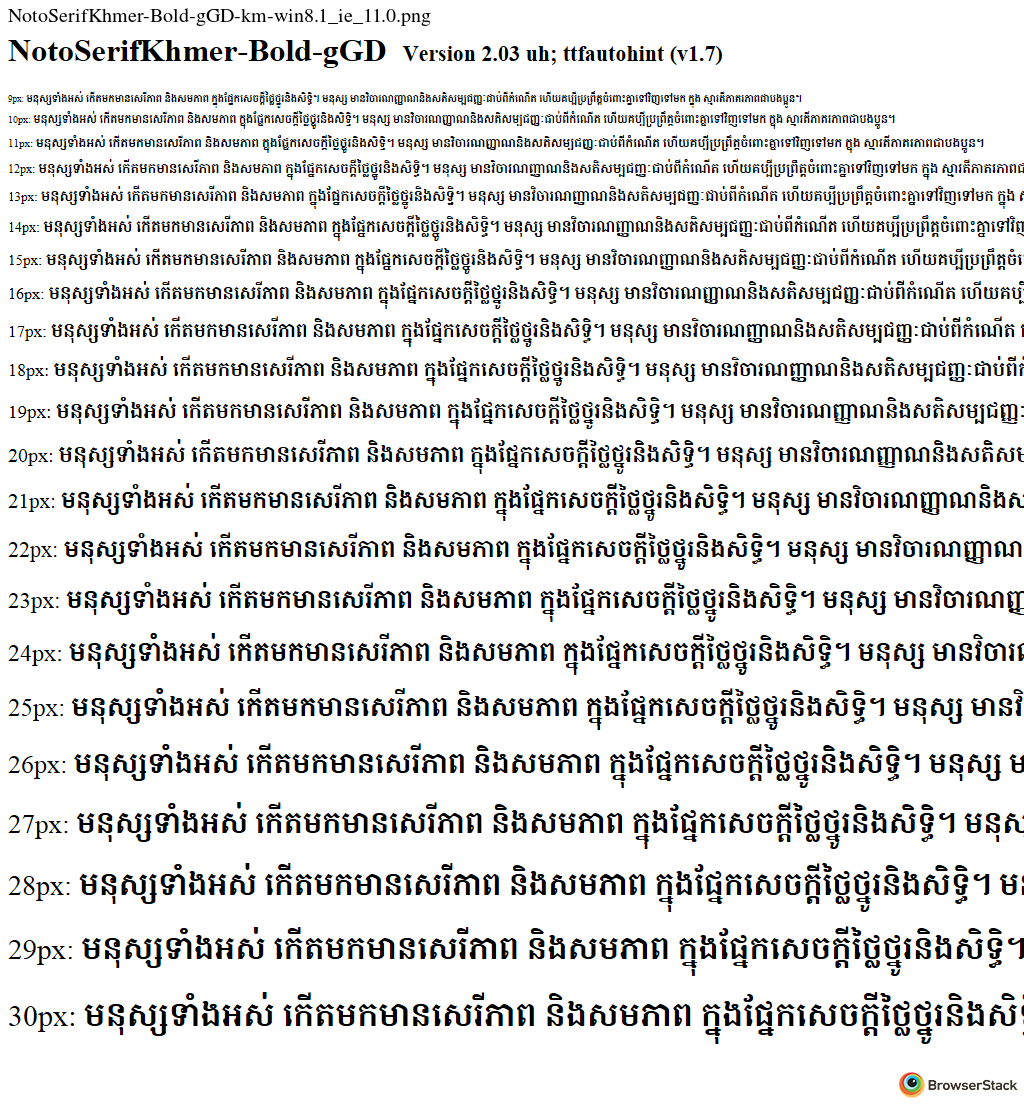 NotoSerifKhmer-Bold-gGD-km-win8.1_ie_11.0.png
NotoSerifKhmer-Bold-gGD Version 2.03 uh; ttfautohint (v1.7)
9px: មនុស្សទាំងអស់ កើតមកមានសេរីភាព និងសមភាព ក្នុងផ្នែកសេចក្ដីថ្លៃថ្នូរនិងសិទ្ធិ។ មនុស្ស មានវិចារណញ្ញាណនិងសតិសម្បជញ្ញៈជាប់ពីកំណើត ហើយគប្បីប្រព្រឹត្តចំពោះគ្នាទៅវិញទៅមក ក្នុង ស្មារតីភាតរភាពជាបងប្អូន។
10px: មនុស្សទាំងអស់ កើតមកមានសេរីភាព និងសមភាព ក្នុងផ្នែកសេចក្ដីថ្លៃថ្នូរនិងសិទ្ធិ។ មនុស្ស មានវិចារណញ្ញាណនិងសតិសម្បជញ្ញៈជាប់ពីកំណើត ហើយគប្បីប្រព្រឹត្តចំពោះគ្នាទៅវិញទៅមក ក្នុង ស្មារតីភាតរភាពជាបងប្អូន។
11px: មនុស្សទាំងអស់ កើតមកមានសេរីភាព និងសមភាព ក្នុងផ្នែកសេចក្ដីថ្លៃថ្នូរនិងសិទ្ធិ។ មនុស្ស មានវិចារណញ្ញាណនិងសតិសម្បជញ្ញៈជាប់ពីកំណើត ហើយគប្បីប្រព្រឹត្តចំពោះគ្នាទៅវិញទៅមក ក្នុង ស្មារតីភាតរភាពជាបងប្អូន។
12px: មនុស្សទាំងអស់ កើតមកមានសេរីភាព និងសមភាព ក្នុងផ្នែកសេចក្ដីថ្លៃថ្នូរនិងសិទ្ធិ។ មនុស្ស មានវិចារណញ្ញាណនិងសតិសម្បជញ្ញៈជាប់ពីកំណើត ហើយគប្បីប្រព្រឹត្តចំពោះគ្នាទៅវិញទៅមក ក្នុង ស្មារតីភាតរភាពជ
13px: មនុស្សទាំងអស់ កើតមកមានសេរីភាព និងសមភាព ក្នុងផ្នែកសេចក្ដីថ្លៃថ្នូរនិងសិទ្ធិ។ មនុស្ស មានវិចារណញ្ញាណនិងសតិសម្បជញ្ញៈជាប់ពីកំណើត ហើយគប្បីប្រព្រឹត្តចំពោះគ្នាទៅវិញទៅមក ក្នុង
14px: មនុស្សទាំងអស់ កើតមកមានសេរីភាព និងសមភាព ក្នុងផ្នែកសេចក្ដីថ្លៃថ្នូរនិងសិទ្ធិ។ មនុស្ស មានវិចារណញ្ញាណនិងសតិសម្បជញ្ញៈជាប់ពីកំណើត ហើយគប្បីប្រព្រឹត្តចំពោះគ្នាទៅវិញ
15px: មនុស្សទាំងអស់ កើតមកមានសេរីភាព និងសមភាព ក្នុងផ្នែកសេចក្ដីថ្លៃថ្នូរនិងសិទ្ធិ។ មនុស្ស មានវិចារណញ្ញាណនិងសតិសម្បជញ្ញៈជាប់ពីកំណើត ហើយគប្បីប្រព្រឹត្តចំពោះ
16px: មនុស្សទាំងអស់ កើតមកមានសេរីភាព និងសមភាព ក្នុងផ្នែកសេចក្ដីថ្លៃថ្នូរនិងសិទ្ធិ។ មនុស្ស មានវិចារណញ្ញាណនិងសតិសម្បជញ្ញៈជាប់ពីកំណើត ហើយគប្បី
17px: មនុស្សទាំងអស់ កើតមកមានសេរីភាព និងសមភាព ក្នុងផ្នែកសេចក្ដីថ្លៃថ្នូរនិងសិទ្ធិ។ មនុស្ស មានវិចារណញ្ញាណនិងសតិសម្បជញ្ញៈជាប់ពីកំណើត
18px: មនុស្សទាំងអស់ កើតមកមានសេរីភាព និងសមភាព ក្នុងផ្នែកសេចក្ដីថ្លៃថ្នូរនិងសិទ្ធិ។ មនុស្ស មានវិចារណញ្ញាណនិងសតិសម្បជញ្ញៈជាប់ពីក
19px: មនុស្សទាំងអស់ កើតមកមានសេរីភាព និងសមភាព ក្នុងផ្នែកសេចក្ដីថ្លៃថ្នូរនិងសិទ្ធិ។ មនុស្ស មានវិចារណញ្ញាណនិងសតិសម្បជញ្ញៈ
20px: មនុស្សទាំងអស់ កើតមកមានសេរីភាព និងសមភាព ក្នុងផ្នែកសេចក្ដីថ្លៃថ្នូរនិងសិទ្ធិ។ មនុស្ស មានវិចារណញ្ញាណនិងសតិសម
21px: មនុស្សទាំងអស់ កើតមកមានសេរីភាព និងសមភាព ក្នុងផ្នែកសេចក្ដីថ្លៃថ្នូរនិងសិទ្ធិ។ មនុស្ស មានវិចារណញ្ញាណនិងស
22px: មនុស្សទាំងអស់ កើតមកមានសេរីភាព និងសមភាព ក្នុងផ្នែកសេចក្ដីថ្លៃថ្នូរនិងសិទ្ធិ។ មនុស្ស មានវិចារណញ្ញាណ
23px: មនុស្សទាំងអស់ កើតមកមានសេរីភាព និងសមភាព ក្នុងផ្នែកសេចក្ដីថ្លៃថ្នូរនិងសិទ្ធិ។ មនុស្ស មានវិចារណញ្ញ
24px: មនុស្សទាំងអស់ កើតមកមានសេរីភាព និងសមភាព ក្នុងផ្នែកសេចក្ដីថ្លៃថ្នូរនិងសិទ្ធិ។ មនុស្ស មានវិចារ
25px: មនុស្សទាំងអស់ កើតមកមានសេរីភាព និងសមភាព ក្នុងផ្នែកសេចក្ដីថ្លៃថ្នូរនិងសិទ្ធិ។ មនុស្ស មានវិ
26px: មនុស្សទាំងអស់ កើតមកមានសេរីភាព និងសមភាព ក្នុងផ្នែកសេចក្ដីថ្លៃថ្នូរនិងសិទ្ធិ។ មនុស្ស ម
27px: មនុស្សទាំងអស់ កើតមកមានសេរីភាព និងសមភាព ក្នុងផ្នែកសេចក្ដីថ្លៃថ្នូរនិងសិទ្ធិ។ មនុស
28px: មនុស្សទាំងអស់ កើតមកមានសេរីភាព និងសមភាព ក្នុងផ្នែកសេចក្ដីថ្លៃថ្នូរនិងសិទ្ធិ។ មន
29px: មនុស្សទាំងអស់ កើតមកមានសេរីភាព និងសមភាព ក្នុងផ្នែកសេចក្ដីថ្លៃថ្នូរនិងសិទ្ធិ។
30px: មនុស្សទាំងអស់ កើតមកមានសេរីភាព និងសមភាព ក្នុងផ្នែកសេចក្ដីថ្លៃថ្នូរនិងសិ
BrowserStack